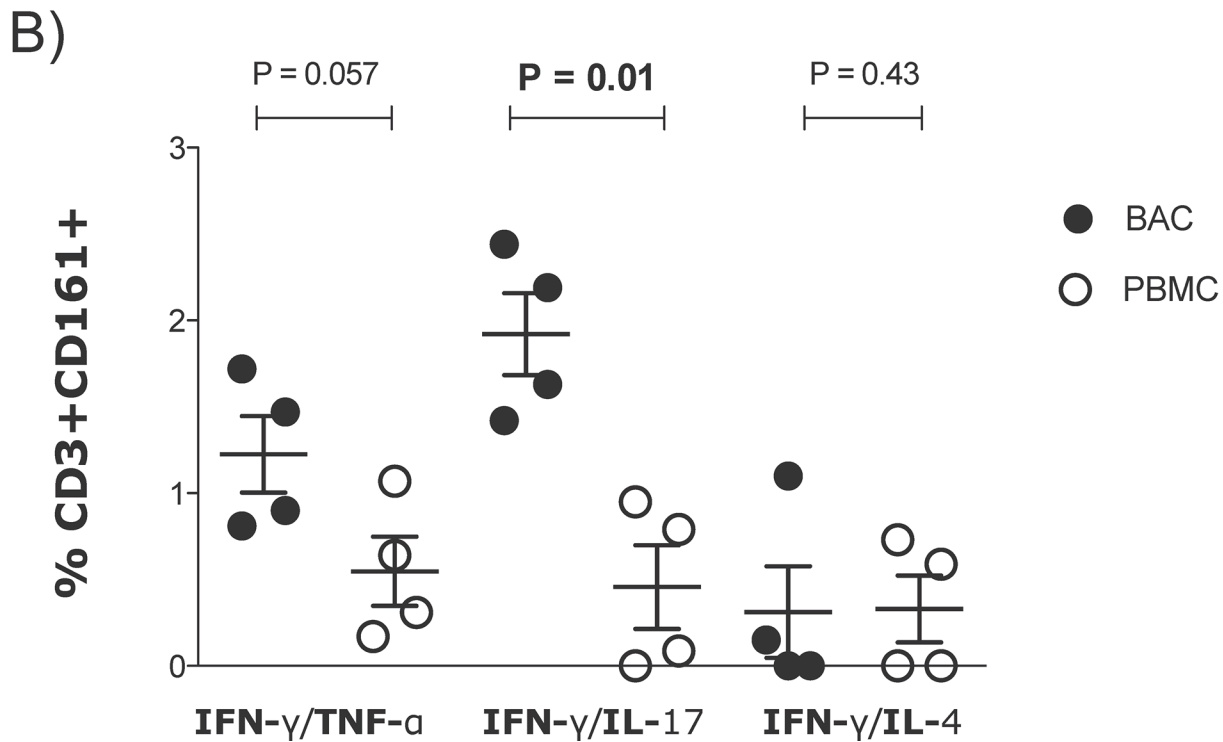 B)
P = 0.057
P = 0.01
P = 0.43
3
2
1
0
% CD3+CD161+
BAC
PBMC
IFN-γ/TNF-α
IFN-γ/IL-17
IFN-γ/IL-4